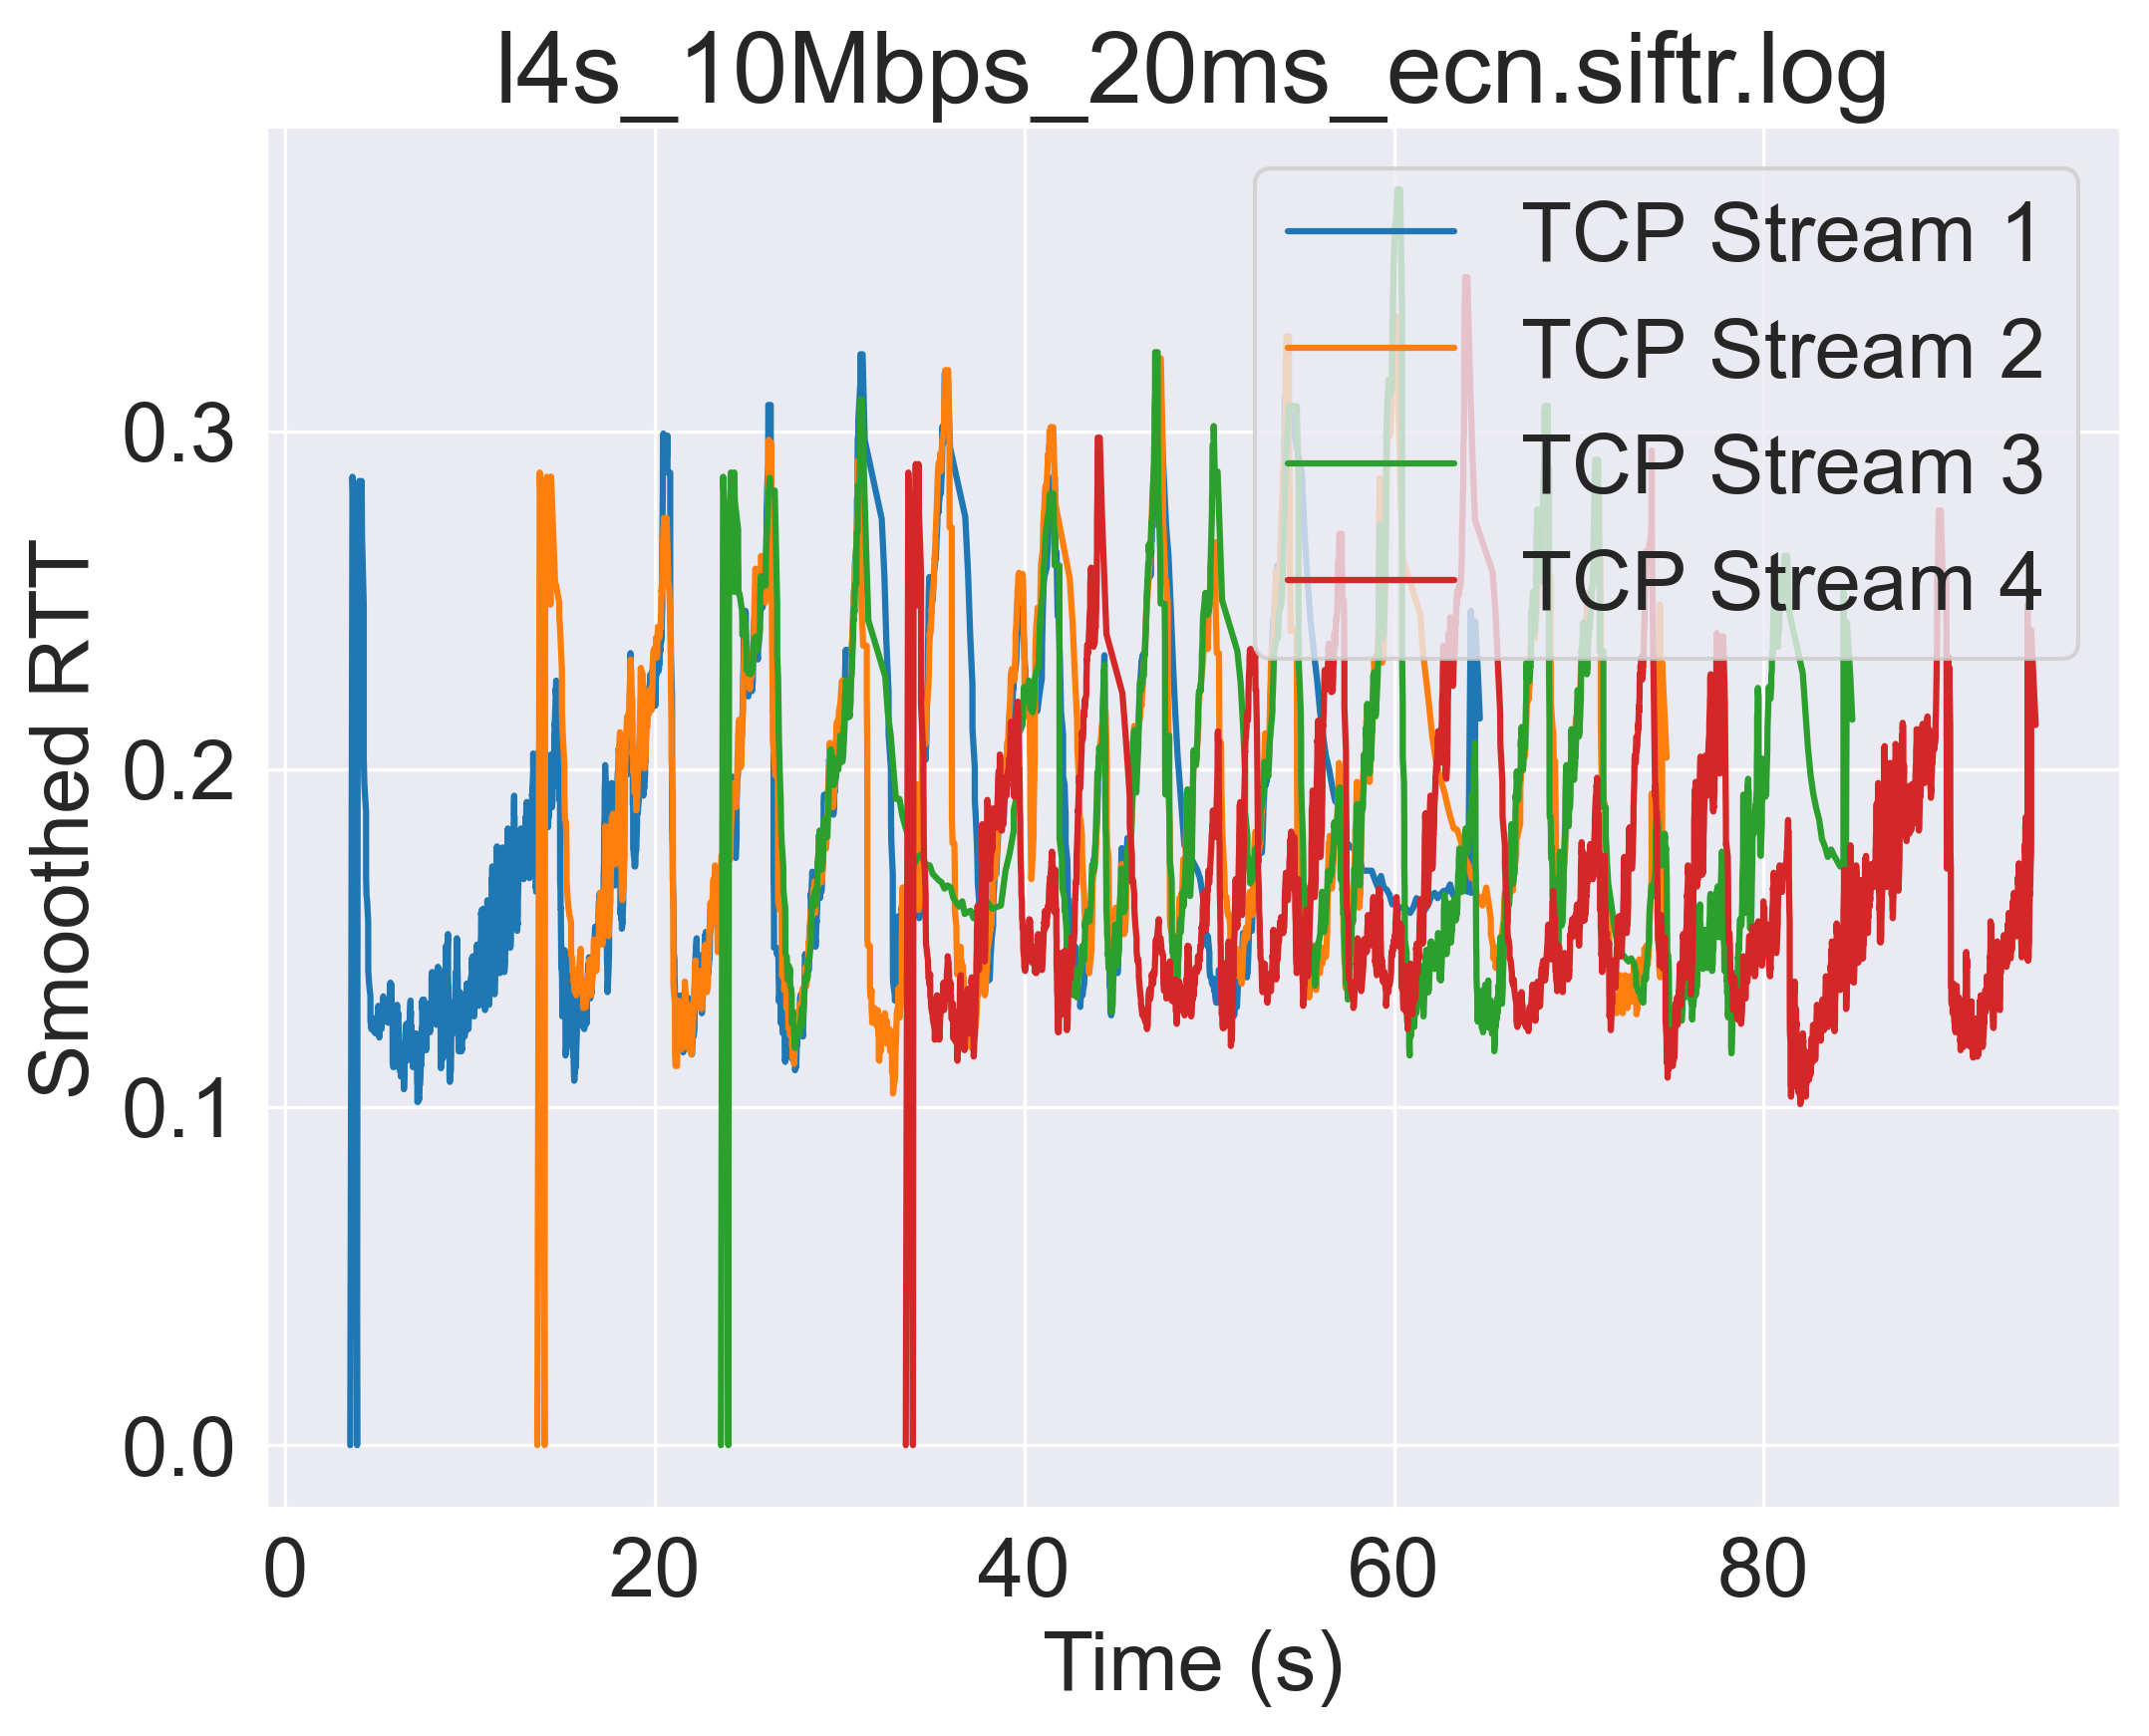 l4s_10Mbps_20ms_ecn.siftr.log
TCP Stream 1
TCP Stream 2
TCP Stream 3
TCP Stream 4
Smoothed RTT
0.3
0.2
0.1
0.0
0 20 40 60 80
Time (s)